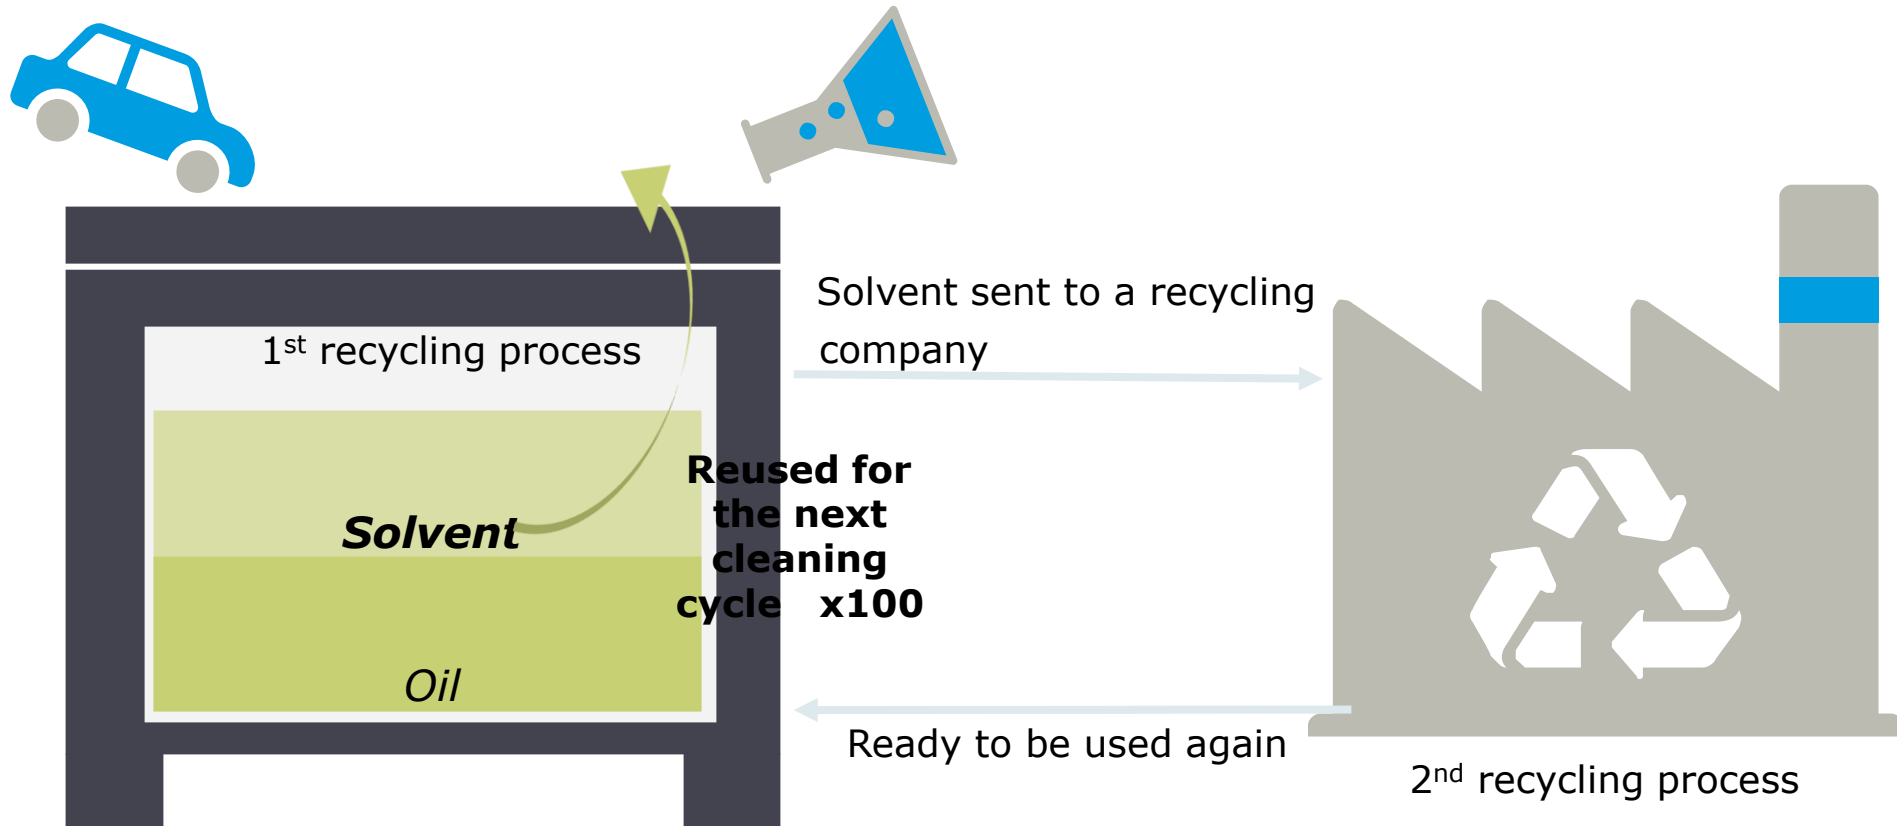 Solvent sent to a recycling
company
1st recycling process
Reused for
the next
cleaning
cycle x100
Solvent
Oil
Ready to be used again
2nd recycling process